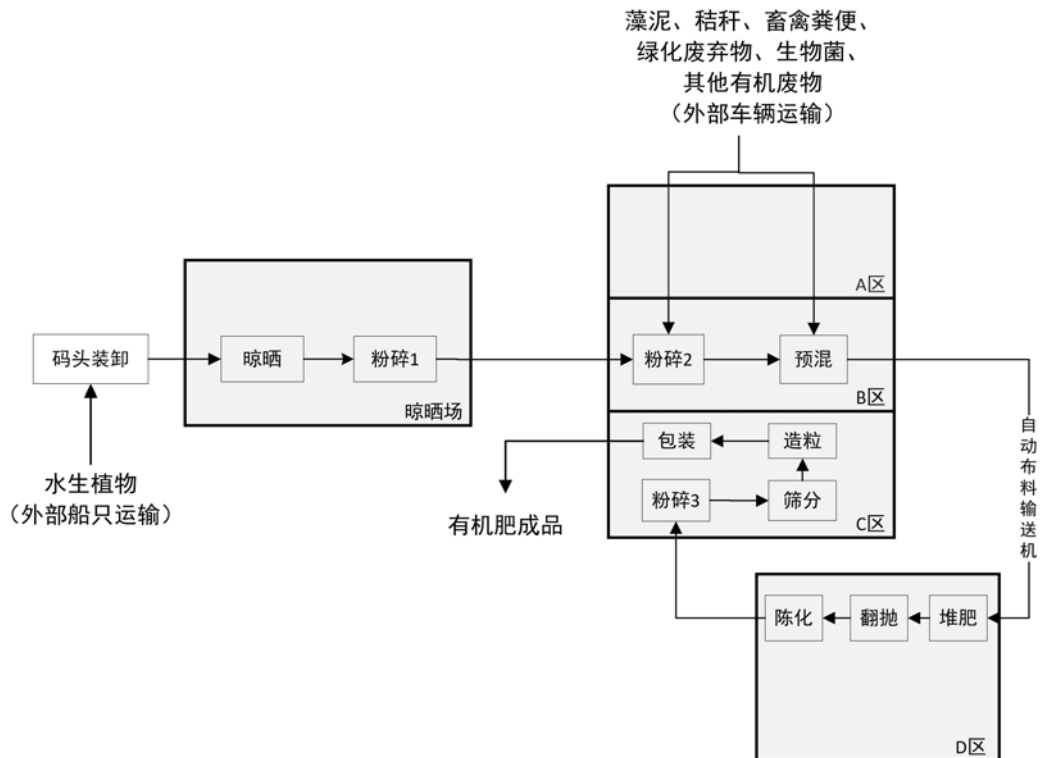 藻泥、秸秆、畜禽粪便、
绿化废弃物、生物菌、
其他有机废物
（外部车辆运输）
A区
码头装卸
晾晒
粉碎1
晾晒场
粉碎2
预混
B区
水生植物
（外部船只运输）
包装
造粒
粉碎3
筛分
C区
有机肥成品
自动布料输送机
陈化
翻抛
堆肥
D区